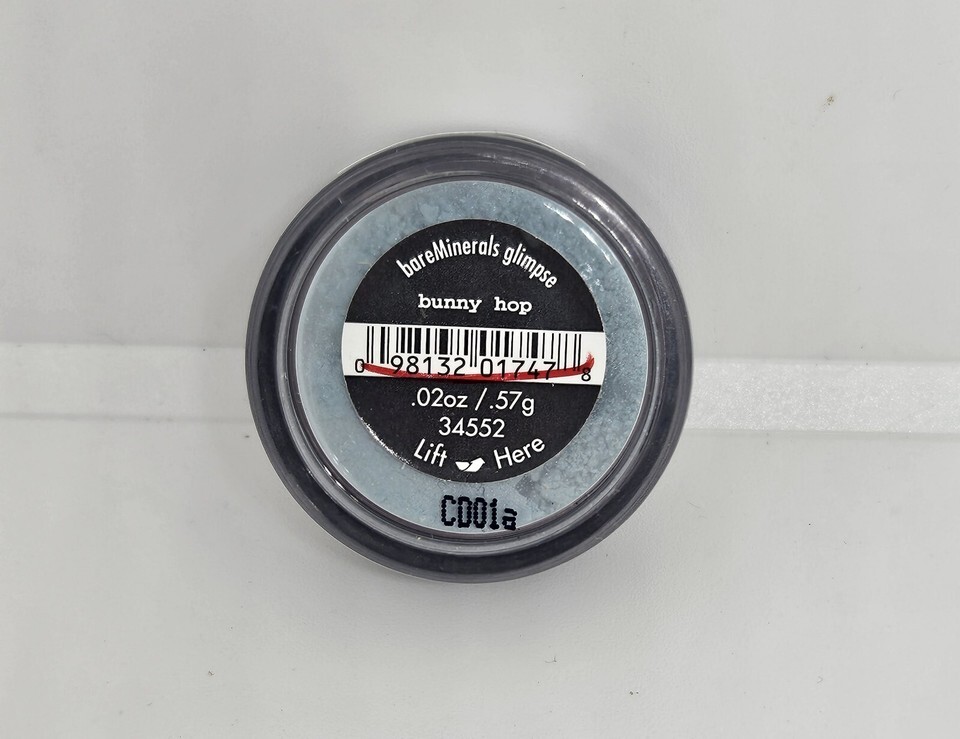 bareMinerals glimpse
bunny hop
0 98132 01747 8
.02oz / .57g
34552
Lift Here
CD01a